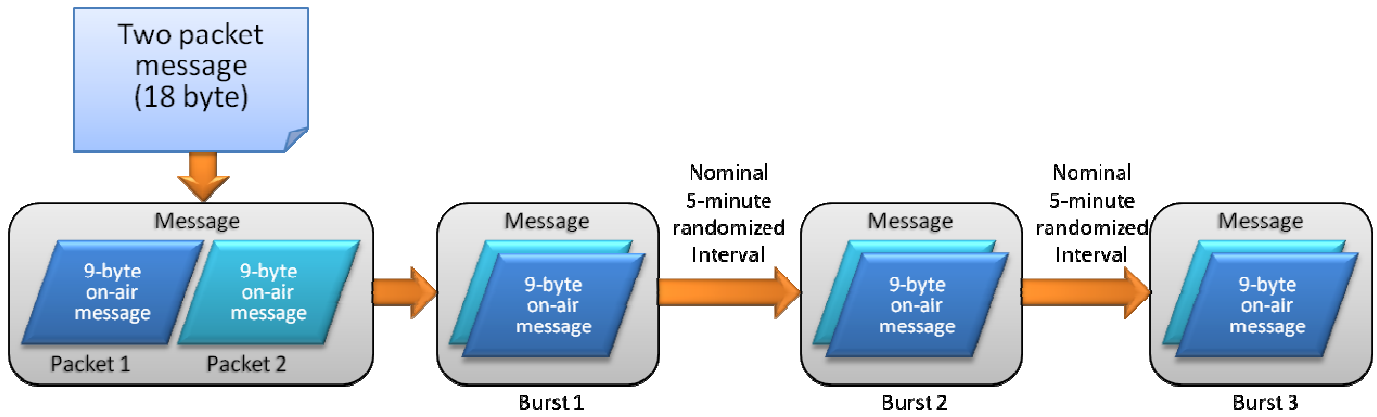 Two packet
message
(18 byte)
Message
9-byte
on-air
message
9-byte
on-air
message
Packet 1
Packet 2
Message
9-byte
on-air
message
Burst 1
Nominal
5-minute
randomized
Interval
Message
9-byte
on-air
message
Burst 2
Nominal
5-minute
randomized
Interval
Message
9-byte
on-air
message
Burst 3